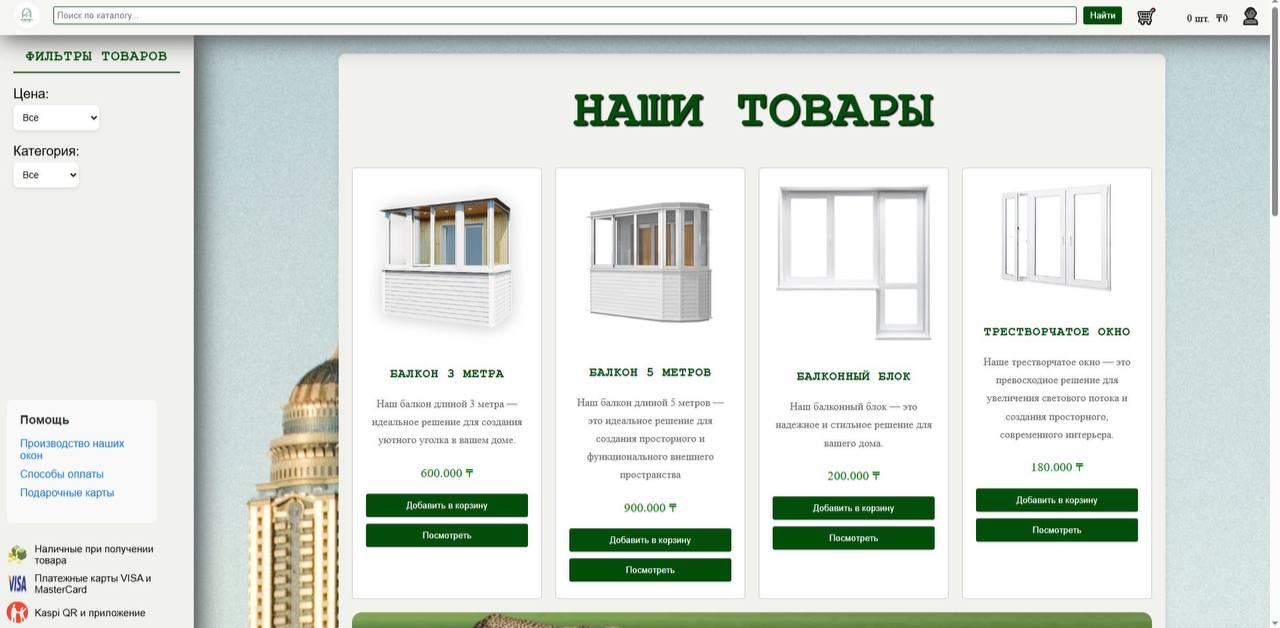 Поиск по каталогу...
Найти
0 шт. ₸0
ФИЛЬТРЫ ТОВАРОВ
Цена:
Все
Категория:
Все
НАШИ ТОВАРЫ
БАЛКОН 3 МЕТРА
Наш балкон длиной 3 метра —
идеальное решение для создания
уютного уголка в вашем доме.
600.000 ₸
Добавить в корзину
Посмотреть
БАЛКОН 5 МЕТРОВ
Наш балкон длиной 5 метров —
это идеальное решение для
создания просторного и
функционального внешнего
пространства
900.000 ₸
Добавить в корзину
Посмотреть
БАЛКОННЫЙ БЛОК
Наш балконный блок — это
надежное и стильное решение для
вашего дома.
200.000 ₸
Добавить в корзину
Посмотреть
ТРЕСТВОРЧАТОЕ ОКНО
Наше трестворчатое окно — это
превосходное решение для
увеличения светового потока и
создания просторного,
современного интерьера.
180.000 ₸
Добавить в корзину
Посмотреть
Помощь
Производство наших
окон
Способы оплаты
Подарочные карты
Наличные при получении
товара
VISA
Платежные карты VISA и
MasterCard
Kaspi QR и приложение